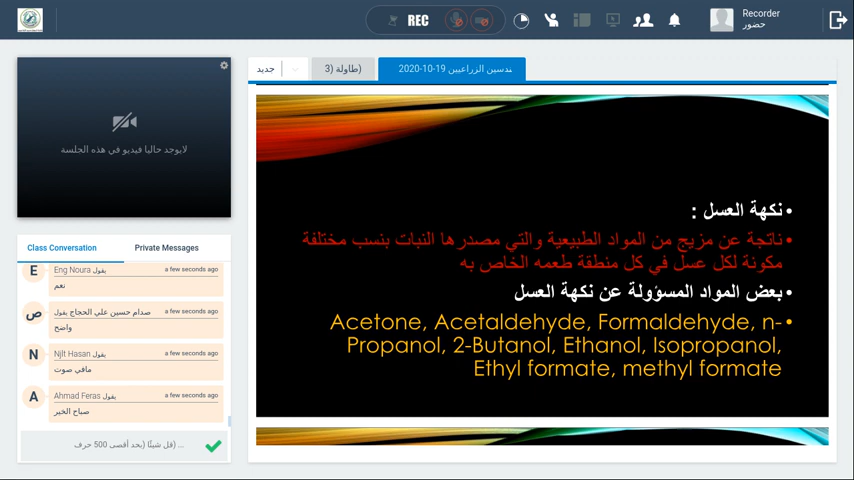 REC
Recorder
حضور
لايوجد حاليا فيديو في هذه الجلسة
جديد
(طاولة (3
ندسين الزراعيين 19-10-2020
نكهة العسل :
ناتجة عن مزيج من المواد الطبيعية والتي مصدرها النبات بنسب مختلفة
مكونة لكل عسل في كل منطقة طعمه الخاص به
بعض المواد المسؤولة عن نكهة العسل
Acetone, Acetaldehyde, Formaldehyde, n-
Propanol, 2-Butanol, Ethanol, Isopropanol,
Ethyl formate, methyl formate
Class Conversation
Private Messages
E
Eng Noura يقول
a few seconds ago
نعم
ص
صدام حسين علي الحجاج يقول
a few seconds ago
واضح
N
Njlt Hasan يقول
a few seconds ago
مافي صوت
A
Ahmad Feras يقول
a few seconds ago
صباح الخير
... (قل شيئًا (بحد أقصى 500 حرف